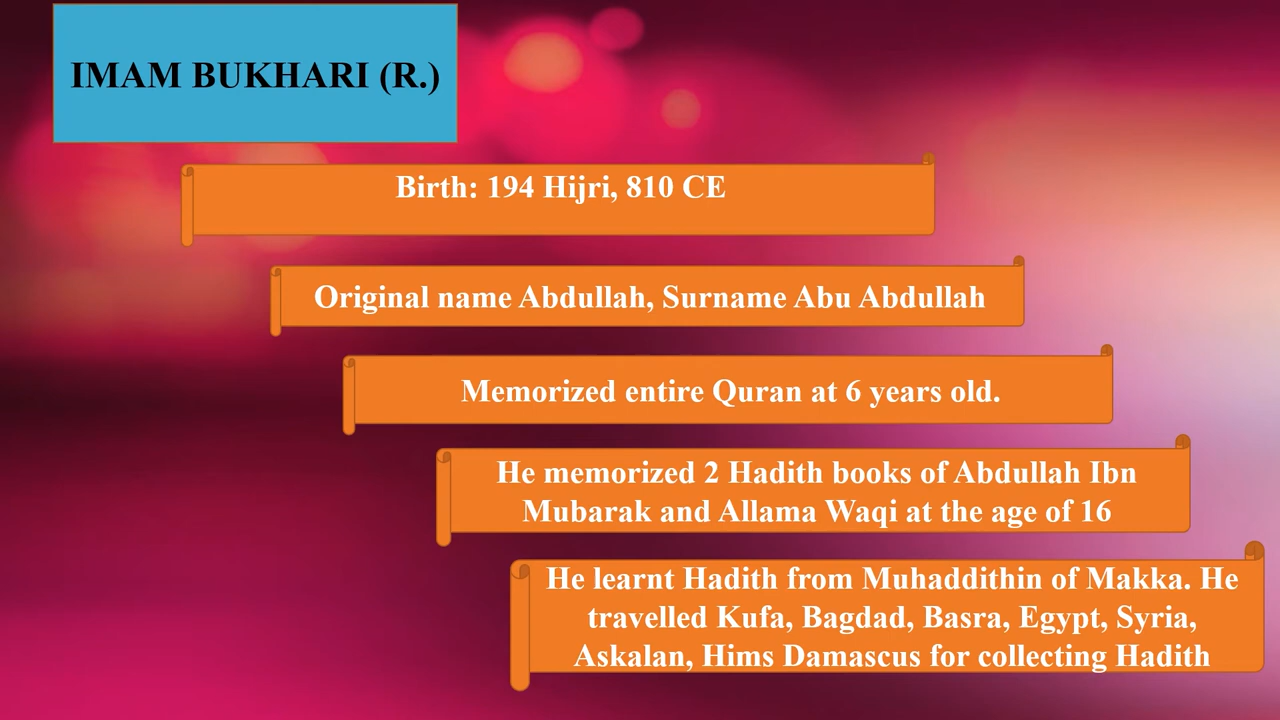 IMAM BUKHARI (R.)
Birth: 194 Hijri, 810 CE
Original name Abdullah, Surname Abu Abdullah
Memorized entire Quran at 6 years old.
He memorized 2 Hadith books of Abdullah Ibn
Mubarak and Allama Waqi at the age of 16
He learnt Hadith from Muhaddithin of Makka. He
travelled Kufa, Bagdad, Basra, Egypt, Syria,
Askalan, Hims Damascus for collecting Hadith